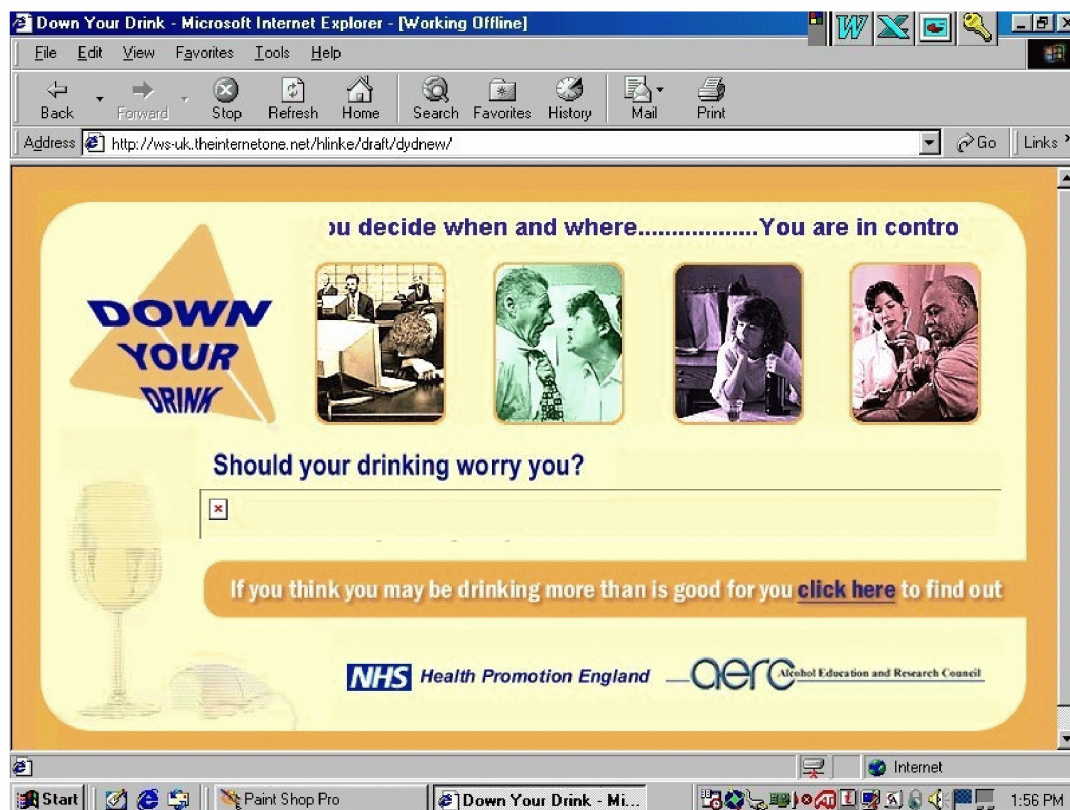 Down Your Drink - Microsoft Internet Explorer - [Working Offline]
File Edit View Favorites Tools Help
Back Forward Stop Refresh Home Search Favorites History Mail Print
Address http://ws-uk.theinternetone.net/hlinke/draft/dydnew/ Go Links
ou decide when and where..................You are in contro
DOWN
YOUR
DRINK
Should your drinking worry you?
If you think you may be drinking more than is good for you click here to find out
NHS Health Promotion England aerc Alcohol Education and Research Council
Internet
Start Paint Shop Pro Down Your Drink - Mi... 1:56 PM